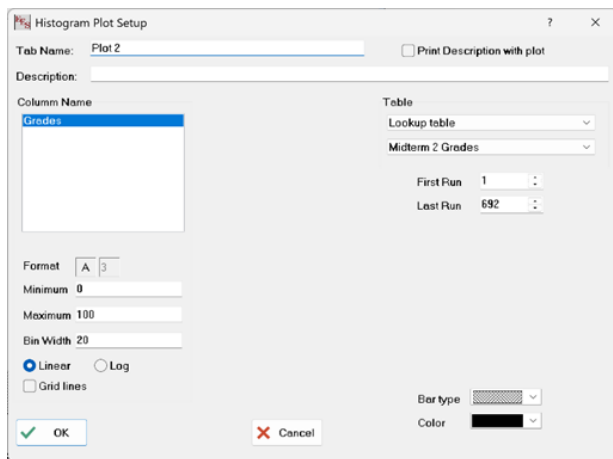 EES Histogram Plot Setup ? ×
Tab Name: Plot 2
Print Description with plot
Description:
Column Name
Grades
Table
Lookup table
Midterm 2 Grades
First Run 1
Last Run 692
Format A 3
Minimum 0
Maximum 100
Bin Width 20
Linear Log
Grid lines
Bar type
Color
OK
Cancel